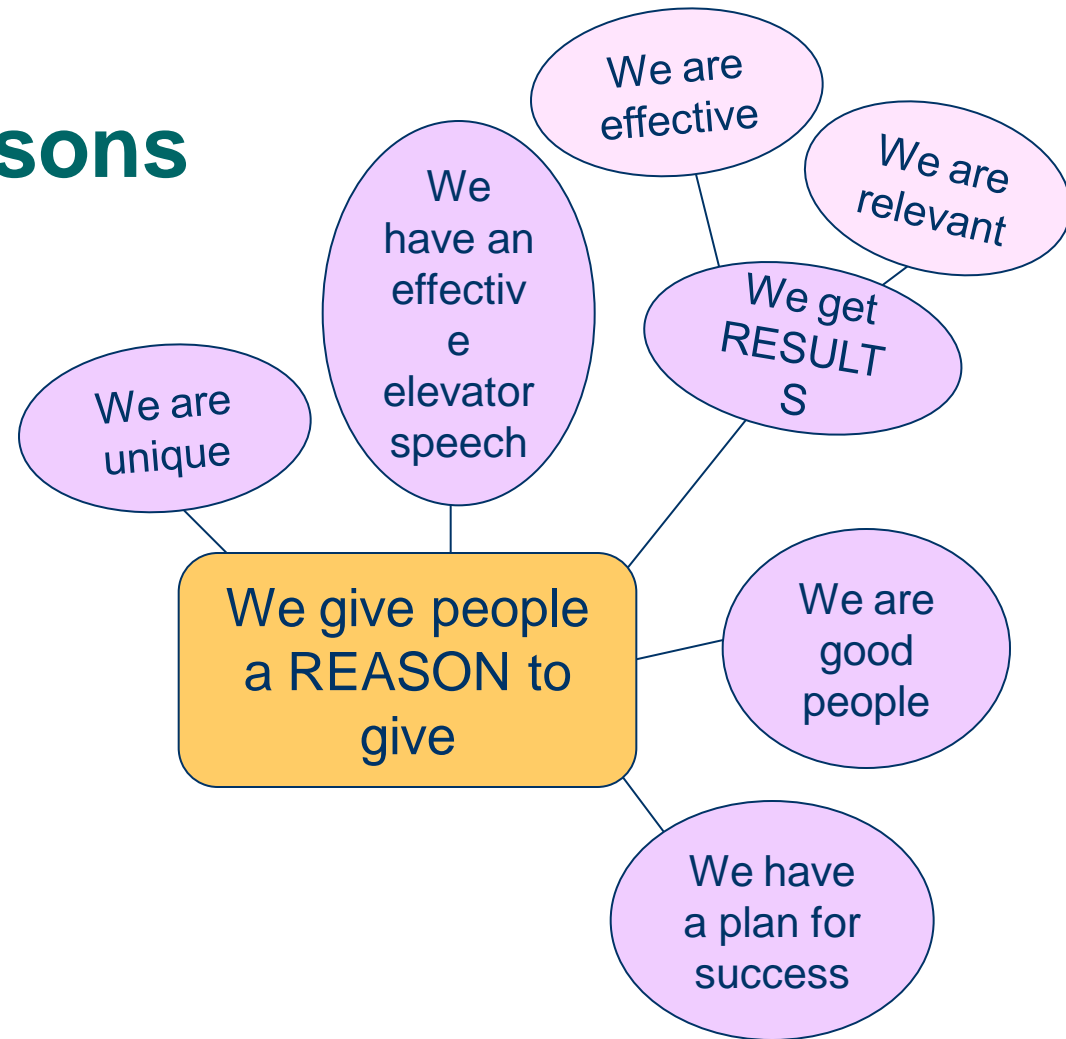 sons
We are
effective
We are
relevant
We
have an
effectiv
e
elevator
speech
We get
RESULT
S
We are
unique
We give people
a REASON to
give
We are
good
people
We have
a plan for
success